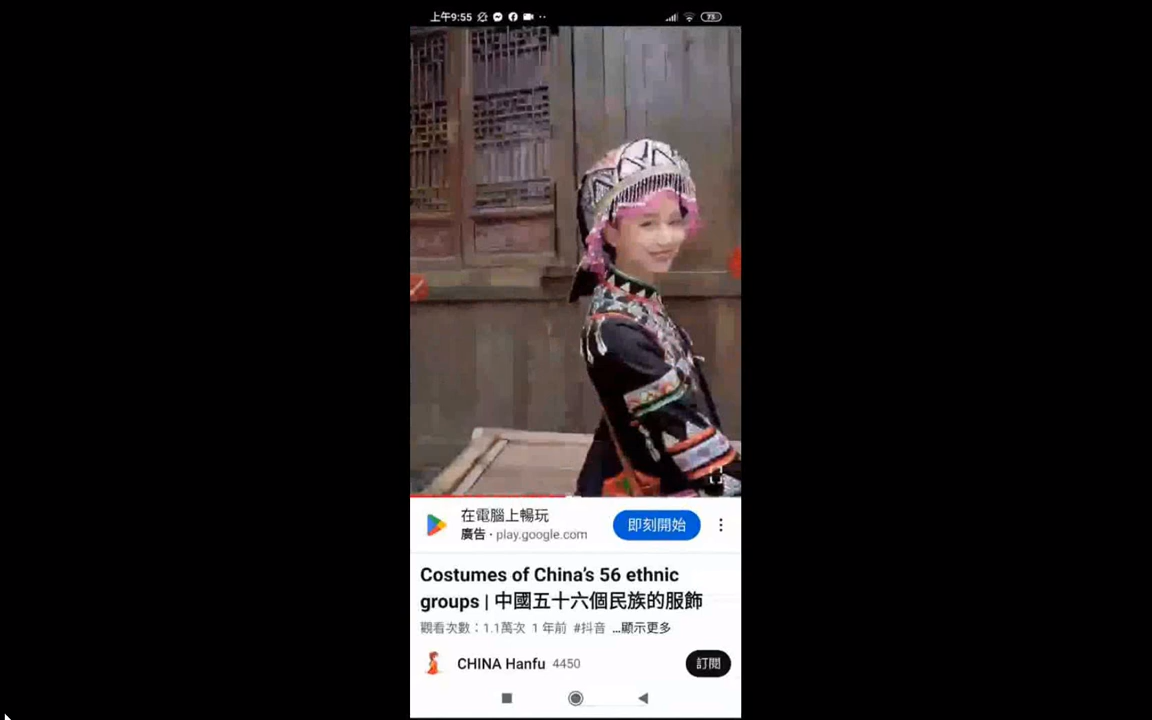 上午9:55
73
在電腦上暢玩
廣告 · play.google.com
即刻開始
Costumes of China's 56 ethnic
groups | 中國五十六個民族的服飾
觀看次數：1.1萬次 1 年前 #抖音 ...顯示更多
CHINA Hanfu 4450
訂閱